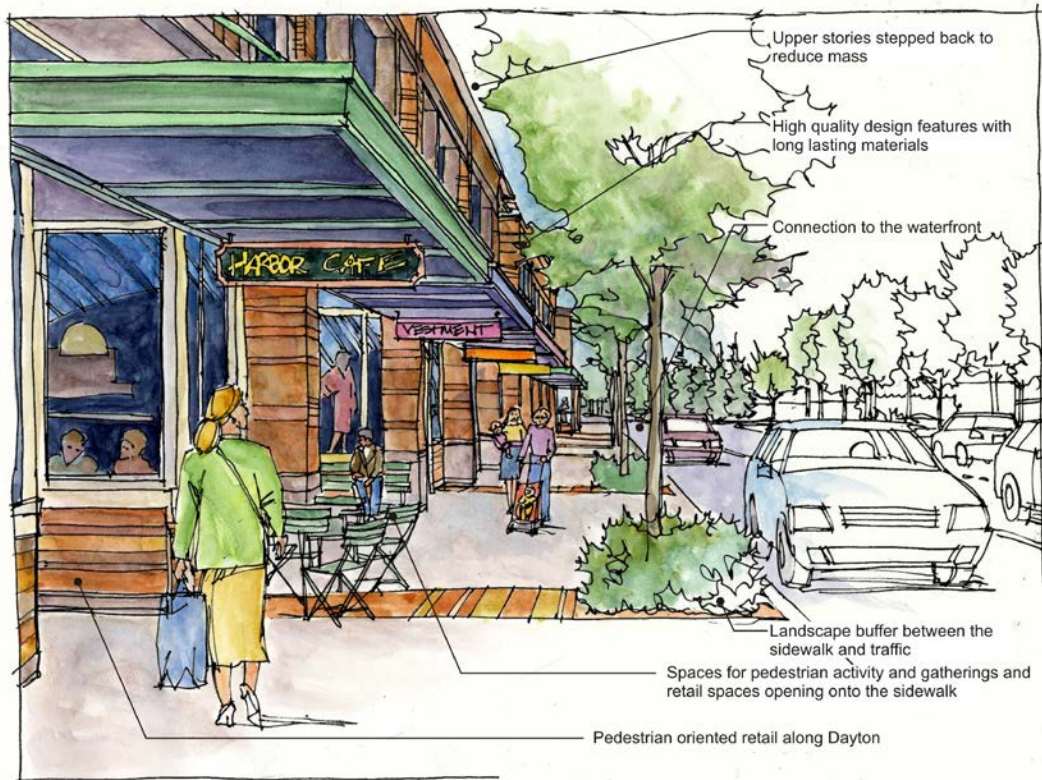 Upper stories stepped back to
reduce mass
High quality design features with
long lasting materials
Connection to the waterfront
HARBOR CAFE
VESTMENT
Landscape buffer between the
sidewalk and traffic
Spaces for pedestrian activity and gatherings and
retail spaces opening onto the sidewalk
Pedestrian oriented retail along Dayton